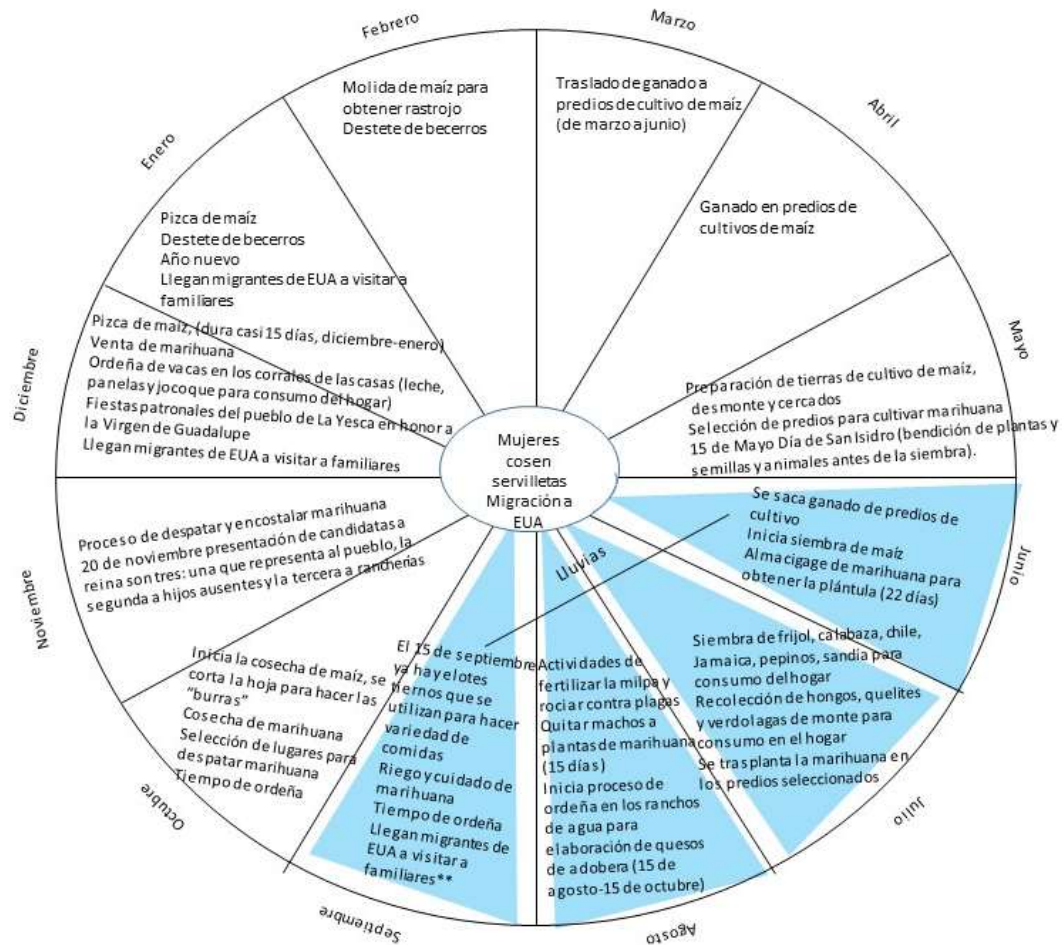 Enero
Pizca de maíz
Destete de becerros
Año nuevo
Llegan migrantes de EUA a visitar a
familiares
Febrero
Molida de maíz para
obtener rastrojo
Destete de becerros
Marzo
Traslado de ganado a
predios de cultivo de maíz
(de marzo a junio)
Abril
Ganado en predios de
cultivos de maíz
Mayo
Preparación de tierras de cultivo de maíz,
desmonte y cercados
Selección de predios para cultivar marihuana
15 de Mayo Día de San Isidro (bendición de plantas y
semillas y animales antes de la siembra).
Junio
Se saca ganado de predios de
cultivo
Inicia siembra de maíz
Almacigage de marihuana para
obtener la plántula (22 días)
Julio
Siembra de frijol, calabaza, chile,
Jamaica, pepinos, sandía para
consumo del hogar
Recolección de hongos, quelites
y verdolagas de monte para
consumo en el hogar
Se trasplanta la marihuana en
los predios seleccionados
Agosto
Actividades de
fertilizar la milpa y
rociar contra plagas
Quitar machos a
plantas de marihuana
(15 días)
Inicia proceso de
ordeña en los ranchos
de agua para
elaboración de quesos
de adobera (15 de
agosto-15 de octubre)
Septiembre
El 15 de septiembre
ya hay elotes
tiernos que se
utilizan para hacer
variedad de
comidas
Riego y cuidado de
marihuana
Tiempo de ordeña
Llegan migrantes de
EUA a visitar a
familiares**
Octubre
Inicia la cosecha de maíz, se
corta la hoja para hacer las
"burras"
Cosecha de marihuana
Selección de lugares para
despatar marihuana
Tiempo de ordeña
Noviembre
Proceso de despatar y encostalar marihuana
20 de noviembre presentación de candidatas a
reina son tres: una que representa al pueblo, la
segunda a hijos ausentes y la tercera a rancherías
Diciembre
Pizca de maíz, (dura casi 15 días, diciembre-enero)
Venta de marihuana
Ordeña de vacas en los corrales de las casas (leche,
panelas y jocoque para consumo del hogar)
Fiestas patronales del pueblo de La Yesca en honor a
la Virgen de Guadalupe
Llegan migrantes de EUA a visitar a familiares
Mujeres
cosen
servilletas
Migración a
EUA
Lluvias